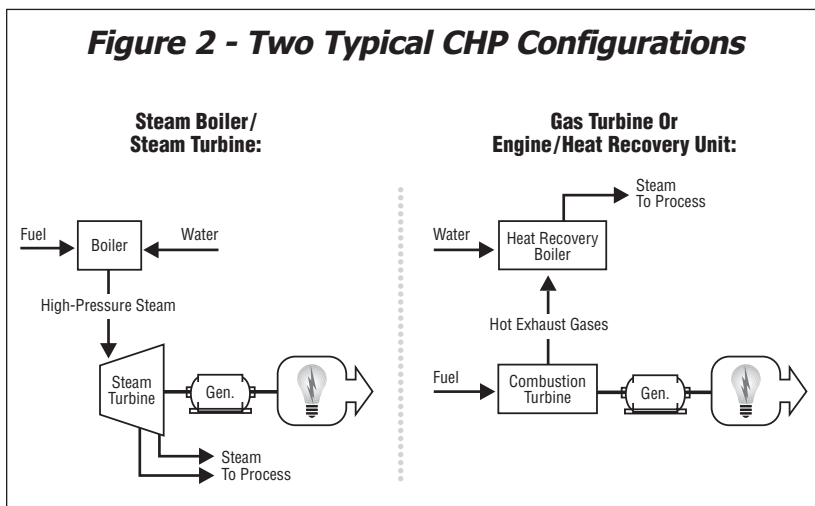 Figure 2 - Two Typical CHP Configurations
Steam Boiler/
Steam Turbine:
Fuel
Boiler
Water
High-Pressure Steam
Steam
Turbine
Gen.
Steam
To Process
Gas Turbine Or
Engine/Heat Recovery Unit:
Steam
To Process
Water
Heat Recovery
Boiler
Hot Exhaust Gases
Fuel
Combustion
Turbine
Gen.